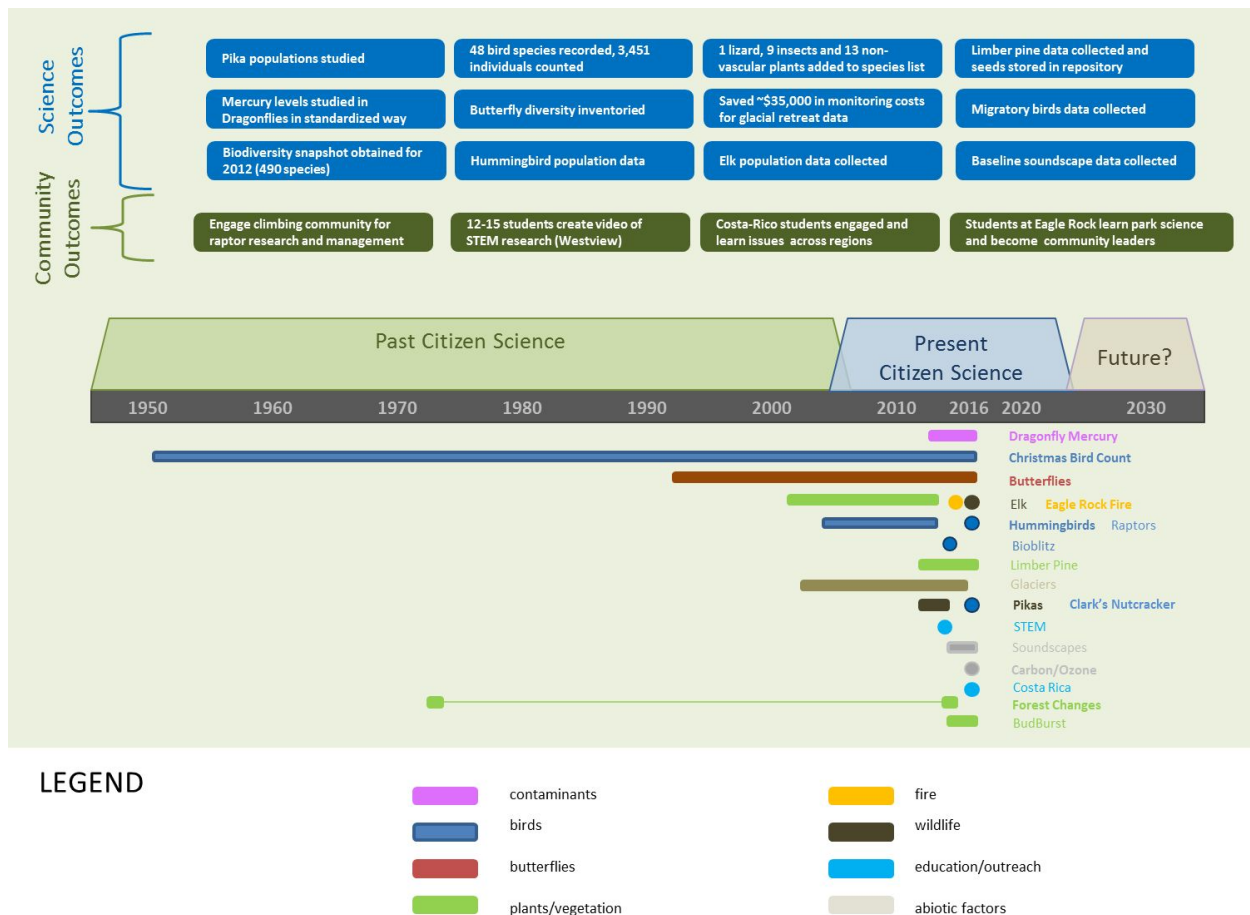 Science
Outcomes
Pika populations studied
48 bird species recorded, 3,451
individuals counted
1 lizard, 9 insects and 13 non-
vascular plants added to species list
Limber pine data collected and
seeds stored in repository
Mercury levels studied in
Dragonflies in standardized way
Butterfly diversity inventoried
Saved ~$35,000 in monitoring costs
for glacial retreat data
Migratory birds data collected
Biodiversity snapshot obtained for
2012 (490 species)
Hummingbird population data
Elk population data collected
Baseline soundscape data collected
Community
Outcomes
Engage climbing community for
raptor research and management
12-15 students create video of
STEM research (Westview)
Costa-Rico students engaged and
learn issues across regions
Students at Eagle Rock learn park science
and become community leaders
Past Citizen Science
Present
Citizen Science
Future?
1950 1960 1970 1980 1990 2000 2010 2016 2020 2030
Dragonfly Mercury
Christmas Bird Count
Butterflies
Elk Eagle Rock Fire
Hummingbirds Raptors
Bioblitz
Limber Pine
Glaciers
Pikas Clark's Nutcracker
STEM
Soundscapes
Carbon/Ozone
Costa Rica
Forest Changes
BudBurst
LEGEND
contaminants
birds
butterflies
plants/vegetation
fire
wildlife
education/outreach
abiotic factors